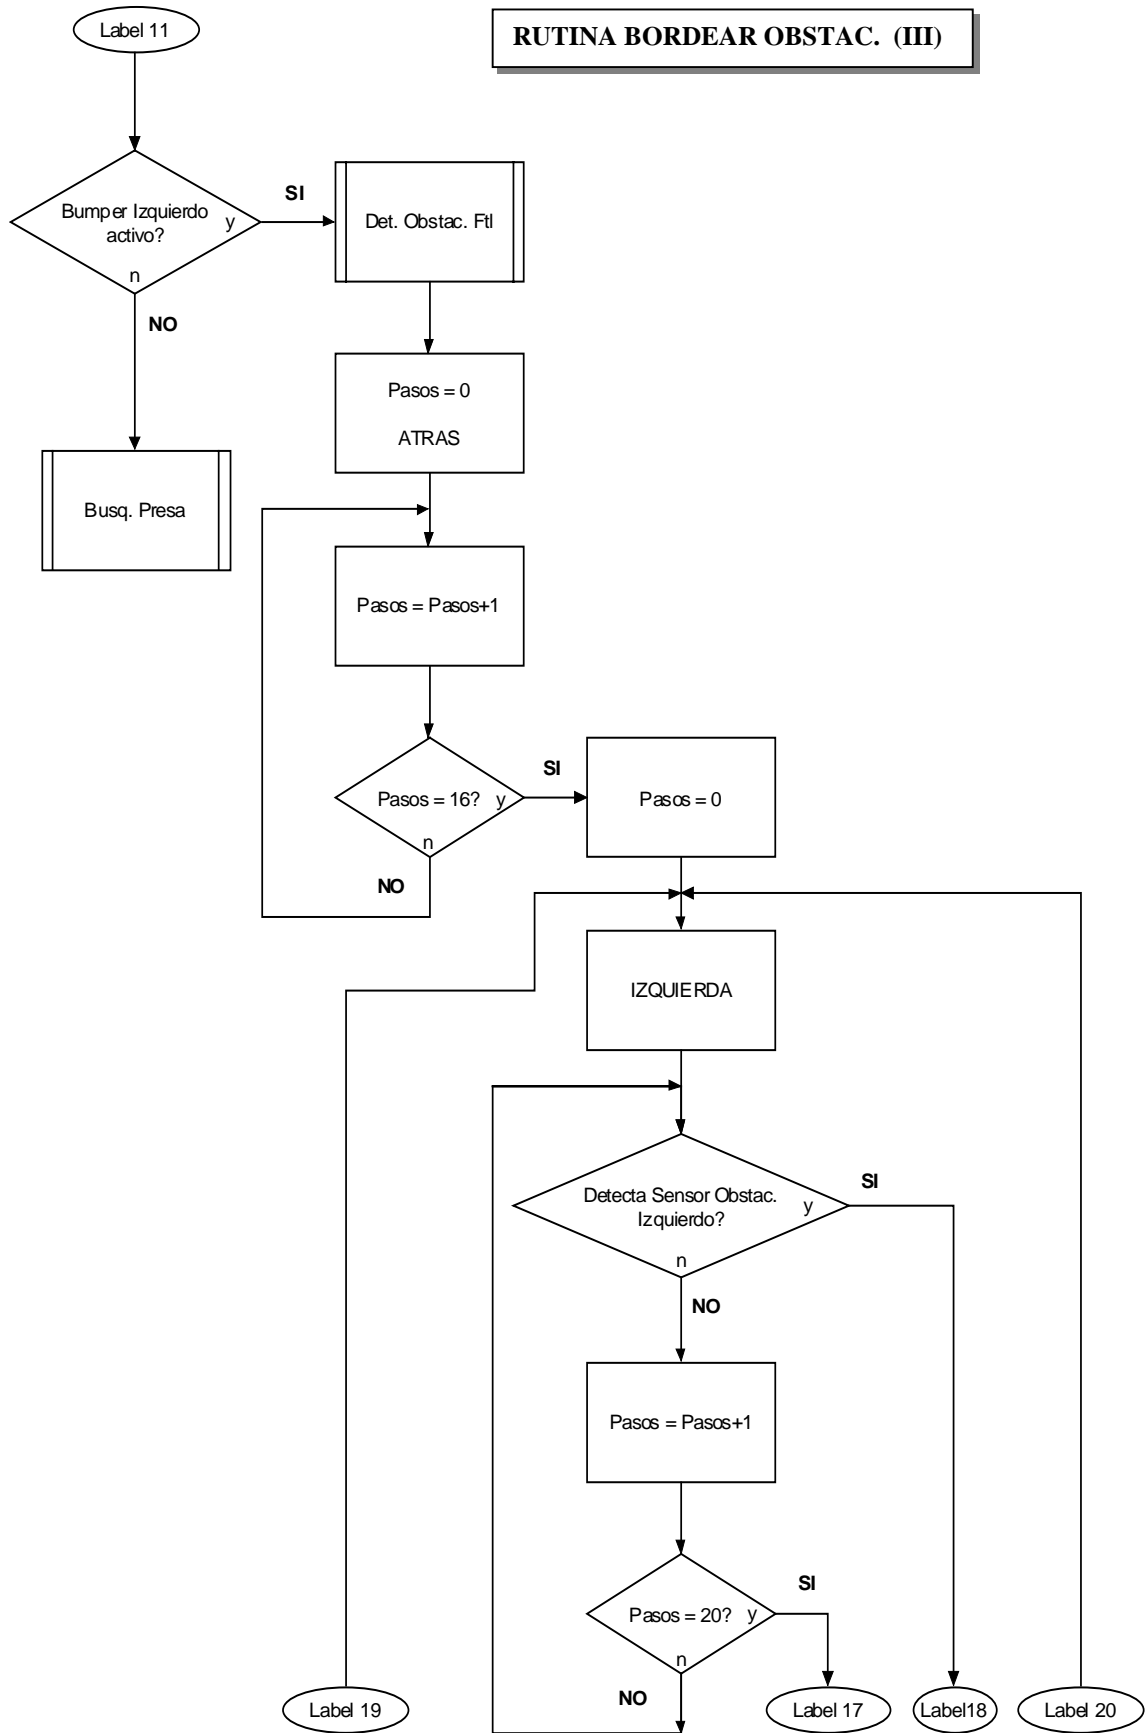 Label 11
RUTINA BORDEAR OBSTAC. (III)
Bumper Izquierdo
activo?
y
n
SI
NO
Det. Obstac. Ftl
Pasos = 0
ATRAS
Busq. Presa
Pasos = Pasos+1
Pasos = 16?
y
n
SI
NO
Pasos = 0
IZQUIERDA
Detecta Sensor Obstac.
Izquierdo?
y
n
SI
NO
Pasos = Pasos+1
Pasos = 20?
y
n
SI
NO
Label 19
Label 17
Label18
Label 20